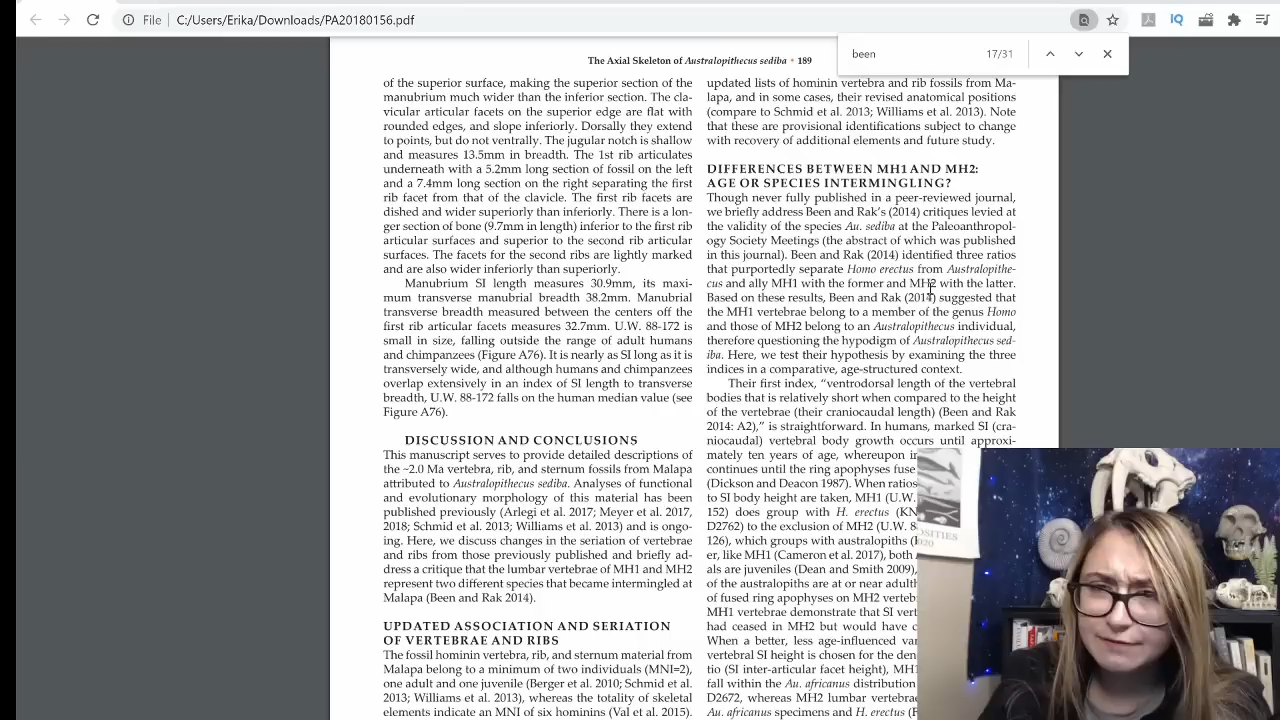 File
C:/Users/Erika/Downloads/PA20180156.pdf
been
17/31
The Axial Skeleton of Australopithecus sediba • 189
of the superior surface, making the superior section of the
manubrium much wider than the inferior section. The cla-
vicular articular facets on the superior edge are flat with
rounded edges, and slope inferiorly. Dorsally they extend
to points, but do not ventrally. The jugular notch is shallow
and measures 13.5mm in breadth. The 1st rib articulates
underneath with a 5.2mm long section of fossil on the left
and a 7.4mm long section on the right separating the first
rib facet from that of the clavicle. The first rib facets are
dished and wider superiorly than inferiorly. There is a lon-
ger section of bone (9.7mm in length) inferior to the first rib
articular surfaces and superior to the second rib articular
surfaces. The facets for the second ribs are lightly marked
and are also wider inferiorly than superiorly.
Manubrium SI length measures 30.9mm, its maxi-
mum transverse manubrial breadth 38.2mm. Manubrial
transverse breadth measured between the centers off the
first rib articular facets measures 32.7mm. U.W. 88-172 is
small in size, falling outside the range of adult humans
and chimpanzees (Figure A76). It is nearly as SI long as it is
transversely wide, and although humans and chimpanzees
overlap extensively in an index of SI length to transverse
breadth, U.W. 88-172 falls on the human median value (see
Figure A76).
DISCUSSION AND CONCLUSIONS
This manuscript serves to provide detailed descriptions of
the ~2.0 Ma vertebra, rib, and sternum fossils from Malapa
attributed to Australopithecus sediba. Analyses of functional
and evolutionary morphology of this material has been
published previously (Arlegi et al. 2017; Meyer et al. 2017,
2018; Schmid et al. 2013; Williams et al. 2013) and is ongo-
ing. Here, we discuss changes in the seriation of vertebrae
and ribs from those previously published and briefly ad-
dress a critique that the lumbar vertebrae of MH1 and MH2
represent two different species that became intermingled at
Malapa (Been and Rak 2014).
UPDATED ASSOCIATION AND SERIATION
OF VERTEBRAE AND RIBS
The fossil hominin vertebra, rib, and sternum material from
Malapa belong to a minimum of two individuals (MNI=2),
one adult and one juvenile (Berger et al. 2010; Schmid et al.
2013; Williams et al. 2013), whereas the totality of skeletal
elements indicate an MNI of six hominins (Val et al. 2015).
updated lists of hominin vertebra and rib fossils from Ma-
lapa, and in some cases, their revised anatomical positions
(compare to Schmid et al. 2013; Williams et al. 2013). Note
that these are provisional identifications subject to change
with recovery of additional elements and future study.
DIFFERENCES BETWEEN MH1 AND MH2:
AGE OR SPECIES INTERMINGLING?
Though never fully published in a peer-reviewed journal,
we briefly address Been and Rak's (2014) critiques levied at
the validity of the species Au. sediba at the Paleoanthropol-
ogy Society Meetings (the abstract of which was published
in this journal). Been and Rak (2014) identified three ratios
that purportedly separate Homo erectus from Australopithe-
cus and ally MH1 with the former and MH2 with the latter.
Based on these results, Been and Rak (2014) suggested that
the MH1 vertebrae belong to a member of the genus Homo
and those of MH2 belong to an Australopithecus individual,
therefore questioning the hypodigm of Australopithecus sed-
iba. Here, we test their hypothesis by examining the three
indices in a comparative, age-structured context.
Their first index, "ventrodorsal length of the vertebral
bodies that is relatively short when compared to the height
of the vertebrae (their craniocaudal length) (Been and Rak
2014: A2)," is straightforward. In humans, marked SI (cra-
niocaudal) vertebral body growth occurs until approxi-
mately ten years of age, whereupon
continues until the ring apophyses fuse
(Dickson and Deacon 1987). When ratios
to SI body height are taken, MH1 (U.W.
152) does group with H. erectus (KN
D2762) to the exclusion of MH2 (U.W. 8
126), which groups with australopiths (
er, like MH1 (Cameron et al. 2017), both
als are juveniles (Dean and Smith 2009),
of the australopiths are at or near adulth
of fused ring apophyses on MH2 verteb
MH1 vertebrae demonstrate that SI vert
had ceased in MH2 but would have c
When a better, less age-influenced var
vertebral SI height is chosen for the den
tio (SI inter-articular facet height), MH1
fall within the Au. africanus distribution
D2672, whereas MH2 lumbar vertebrae
Au. africanus specimens and H. erectus (
OSITIES